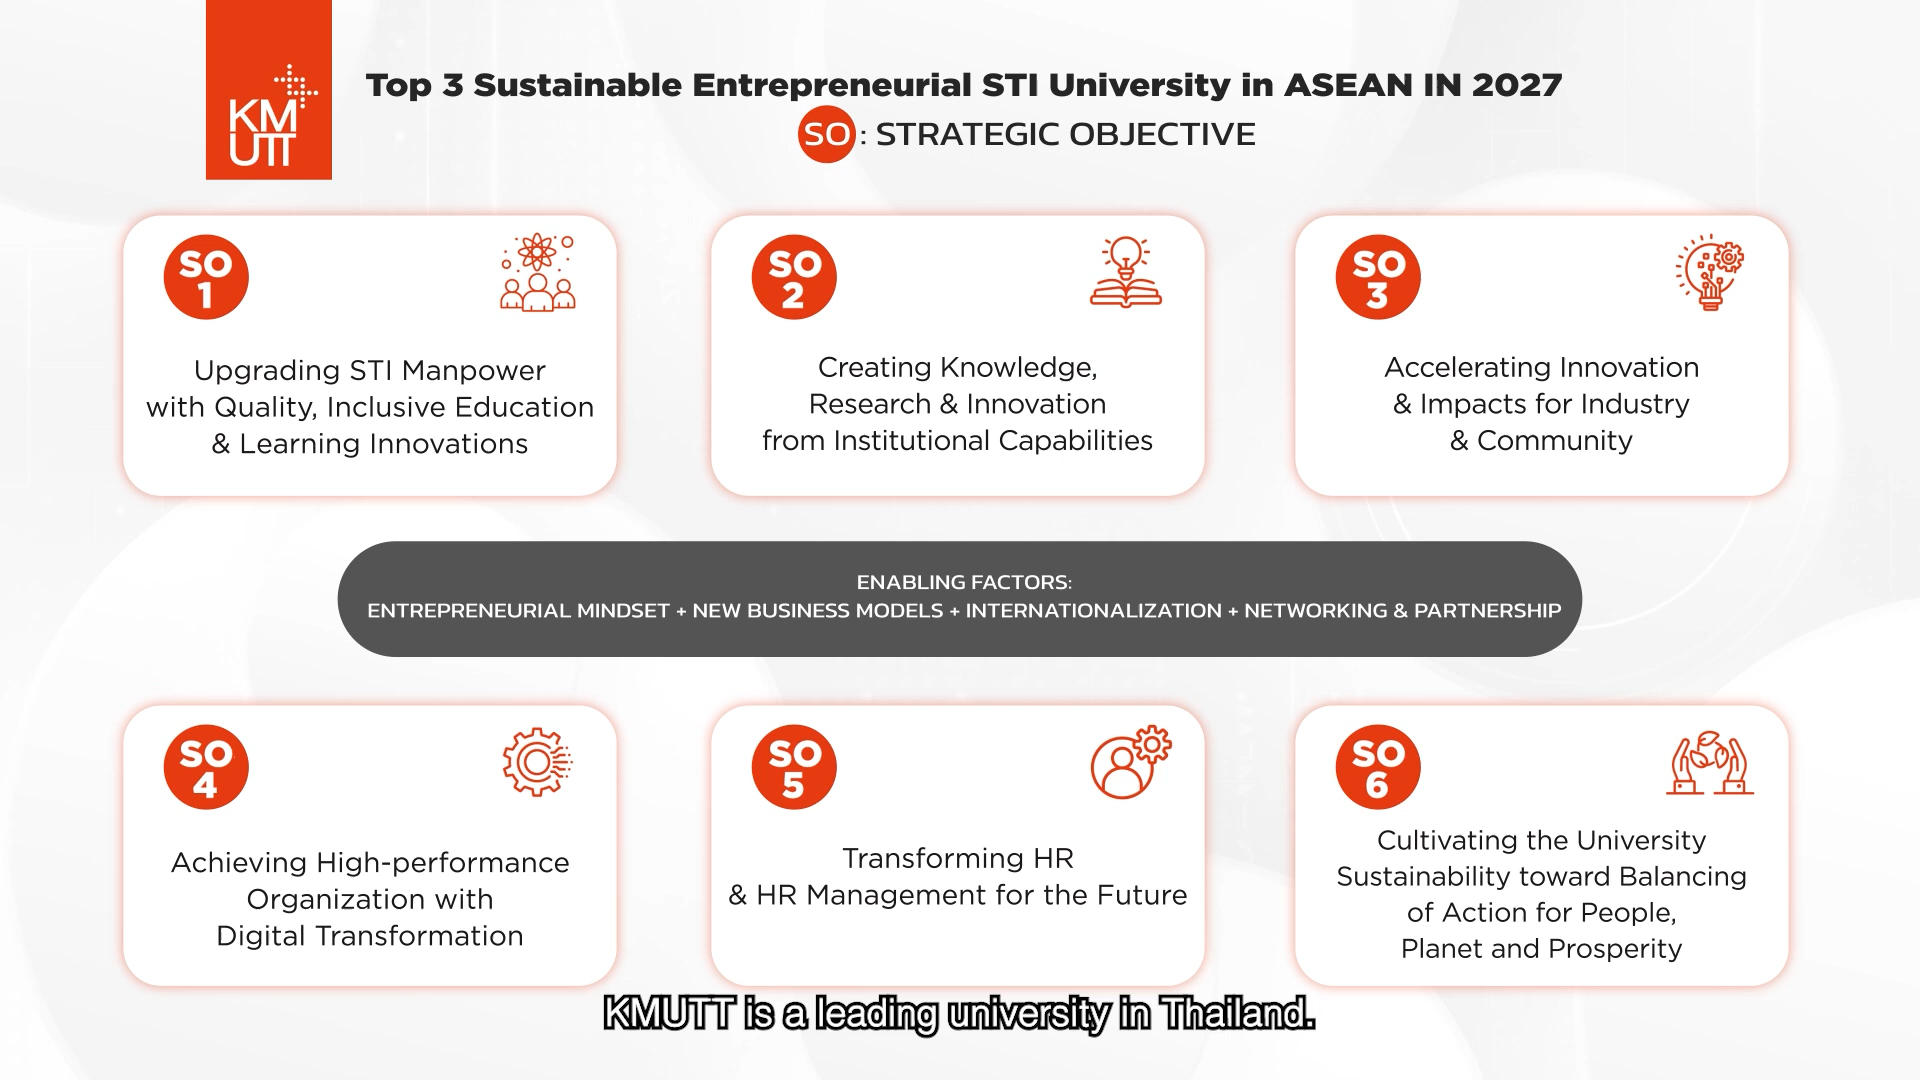 KM
UTT
Top 3 Sustainable Entrepreneurial STI University in ASEAN IN 2027
SO : STRATEGIC OBJECTIVE
SO
1
Upgrading STI Manpower
with Quality, Inclusive Education
& Learning Innovations
SO
2
Creating Knowledge,
Research & Innovation
from Institutional Capabilities
SO
3
Accelerating Innovation
& Impacts for Industry
& Community
ENABLING FACTORS:
ENTREPRENEURIAL MINDSET + NEW BUSINESS MODELS + INTERNATIONALIZATION + NETWORKING & PARTNERSHIP
SO
4
Achieving High-performance
Organization with
Digital Transformation
SO
5
Transforming HR
& HR Management for the Future
SO
6
Cultivating the University
Sustainability toward Balancing
of Action for People,
Planet and Prosperity
KMUTT is a leading university in Thailand.